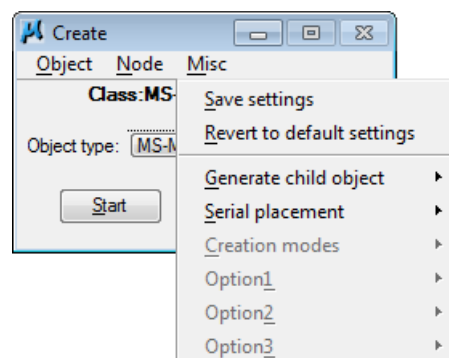 Create
Object Node Misc
Class:MS-
Save settings
Revert to default settings
Object type: MS-M
Generate child object
Start
Serial placement
Creation modes
Option1
Option2
Option3